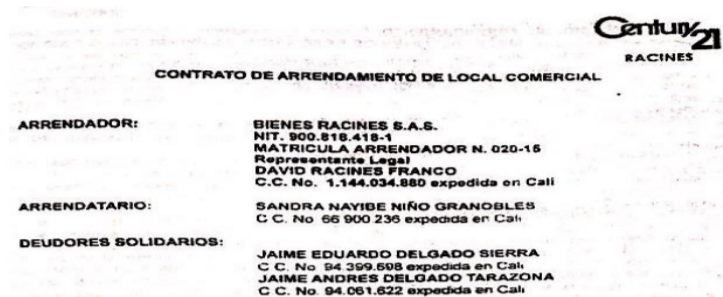 Century 21
RACINES
CONTRATO DE ARRENDAMIENTO DE LOCAL COMERCIAL
ARRENDADOR: BIENES RACINES S.A.S.
NIT. 900.818.418-1
MATRICULA ARRENDADOR N. 020-15
Representante Legal
DAVID RACINES FRANCO
C.C. No. 1.144.034.880 expedida en Cali
ARRENDATARIO: SANDRA NAYIBE NIÑO GRANOBLES
C C. No 66 900 236 expedida en Cali
DEUDORES SOLIDARIOS:
JAIME EDUARDO DELGADO SIERRA
C C. No. 94.399.598 expedida en Cali
JAIME ANDRES DELGADO TARAZONA
C C. No. 94.061.622 expedida en Cali